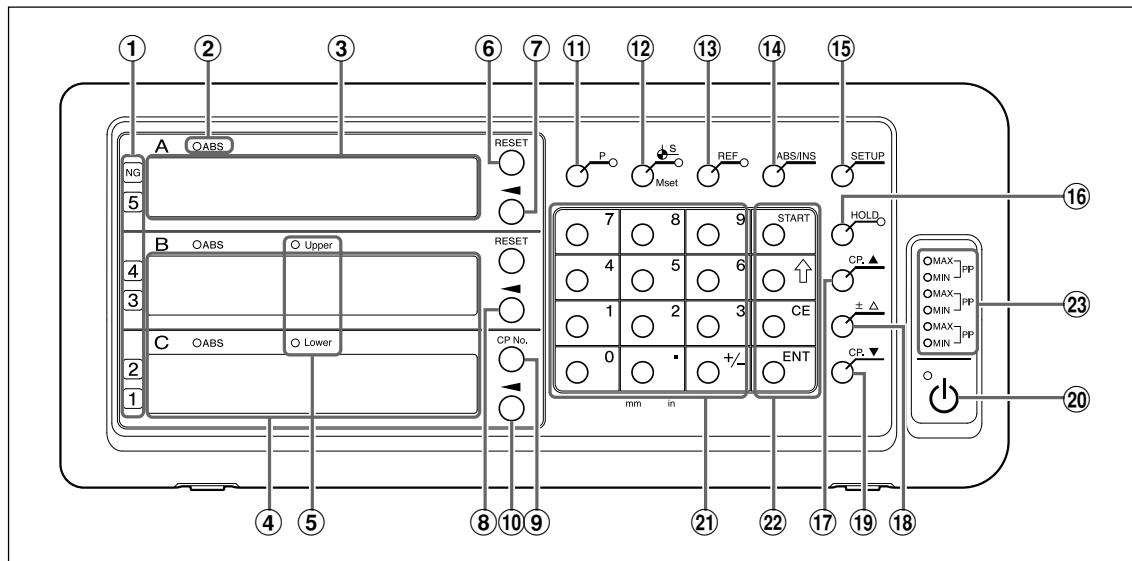 1 2 3 6 7 11 12 13 14 15
A ABS RESET
NG
5
P
LS
Mset
REF
ABS/INS
SETUP
16
HOLD
B ABS Upper RESET
4
3
7 8 9 START
4 5 6
1 2 3 CE
0 . +/- ENT
mm in
CP. ▲
± △
CP. ▼
MAX
MIN
P-P
MAX
MIN
P-P
MAX
MIN
P-P
23
C ABS Lower CP No.
2
1
20
4 5 8 10 9 21 22 17 19 18